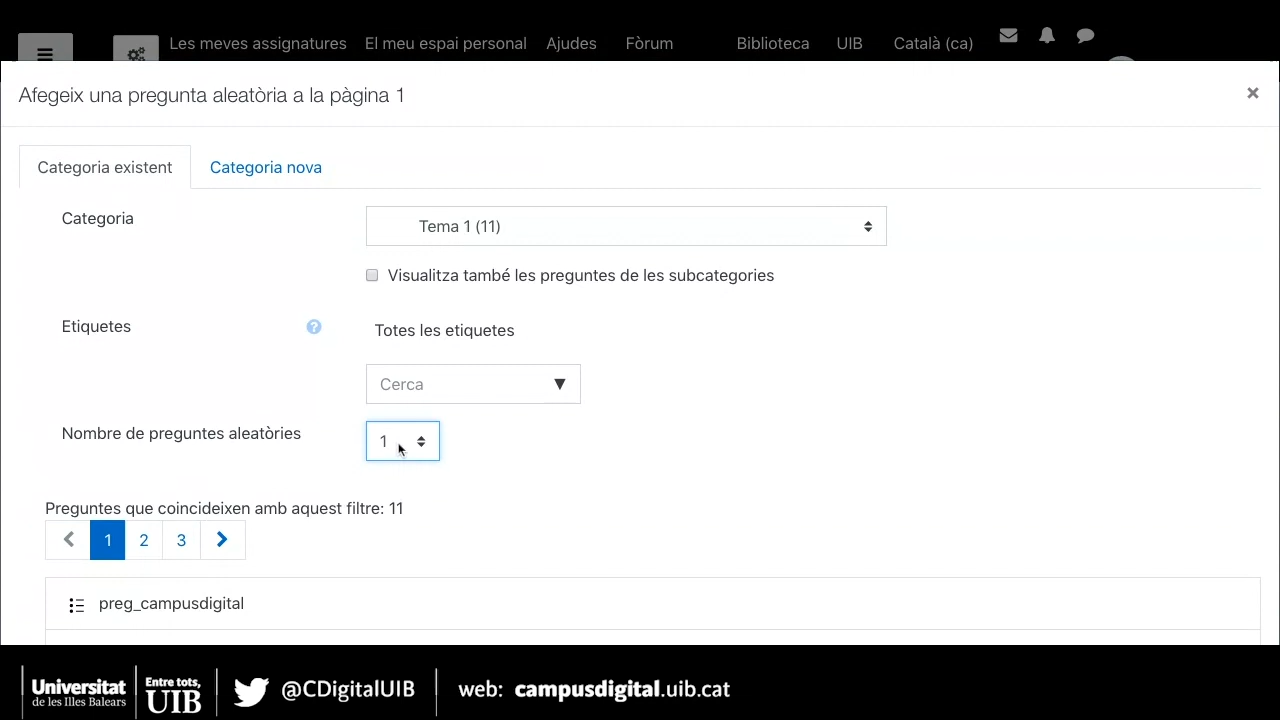 Les meves assignatures El meu espai personal Ajudes Fòrum Biblioteca UIB Català (ca)
Afegeix una pregunta aleatòria a la pàgina 1 ×
Categoria existent Categoria nova
Categoria Tema 1 (11)
Visualitza també les preguntes de les subcategories
Etiquetes ? Totes les etiquetes
Cerca ▼
Nombre de preguntes aleatòries 1
Preguntes que coincideixen amb aquest filtre: 11
1 2 3
preg_campusdigital
Universitat de les Illes Balears
Entre tots, UIB
@CDigitalUIB
web: campusdigital.uib.cat